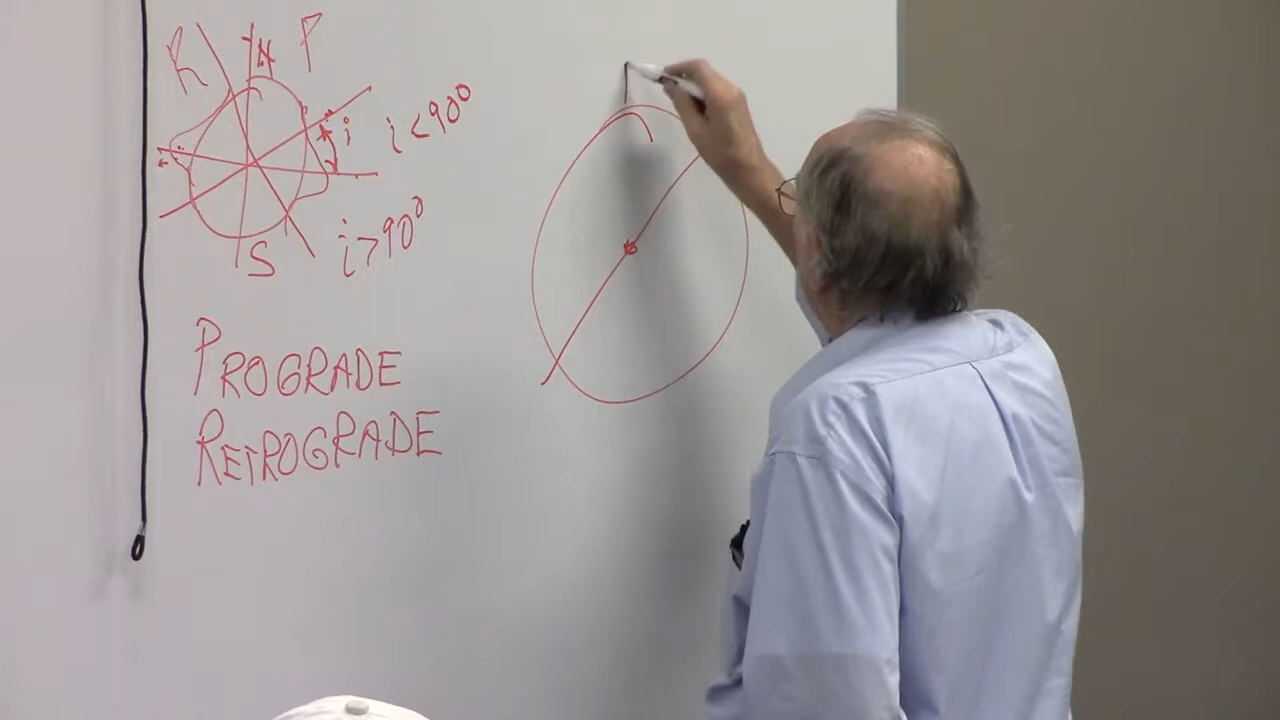 R N P
i i < 90°
S i > 90°
PROGRADE
RETROGRADE